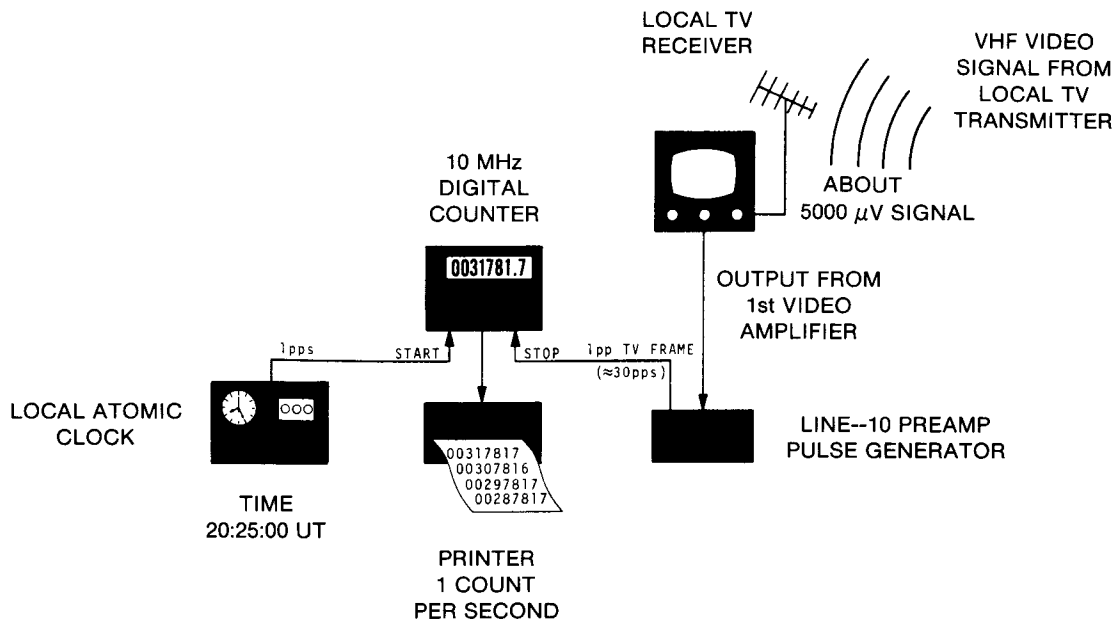 LOCAL TV
RECEIVER
VHF VIDEO
SIGNAL FROM
LOCAL TV
TRANSMITTER
ABOUT
5000 μV SIGNAL
10 MHz
DIGITAL
COUNTER
0031781.7
OUTPUT FROM
1st VIDEO
AMPLIFIER
1pps
START
STOP
1pp TV FRAME
(≈30pps)
LOCAL ATOMIC
CLOCK
000
TIME
20:25:00 UT
00317817
00307816
00297817
00287817
LINE--10 PREAMP
PULSE GENERATOR
PRINTER
1 COUNT
PER SECOND